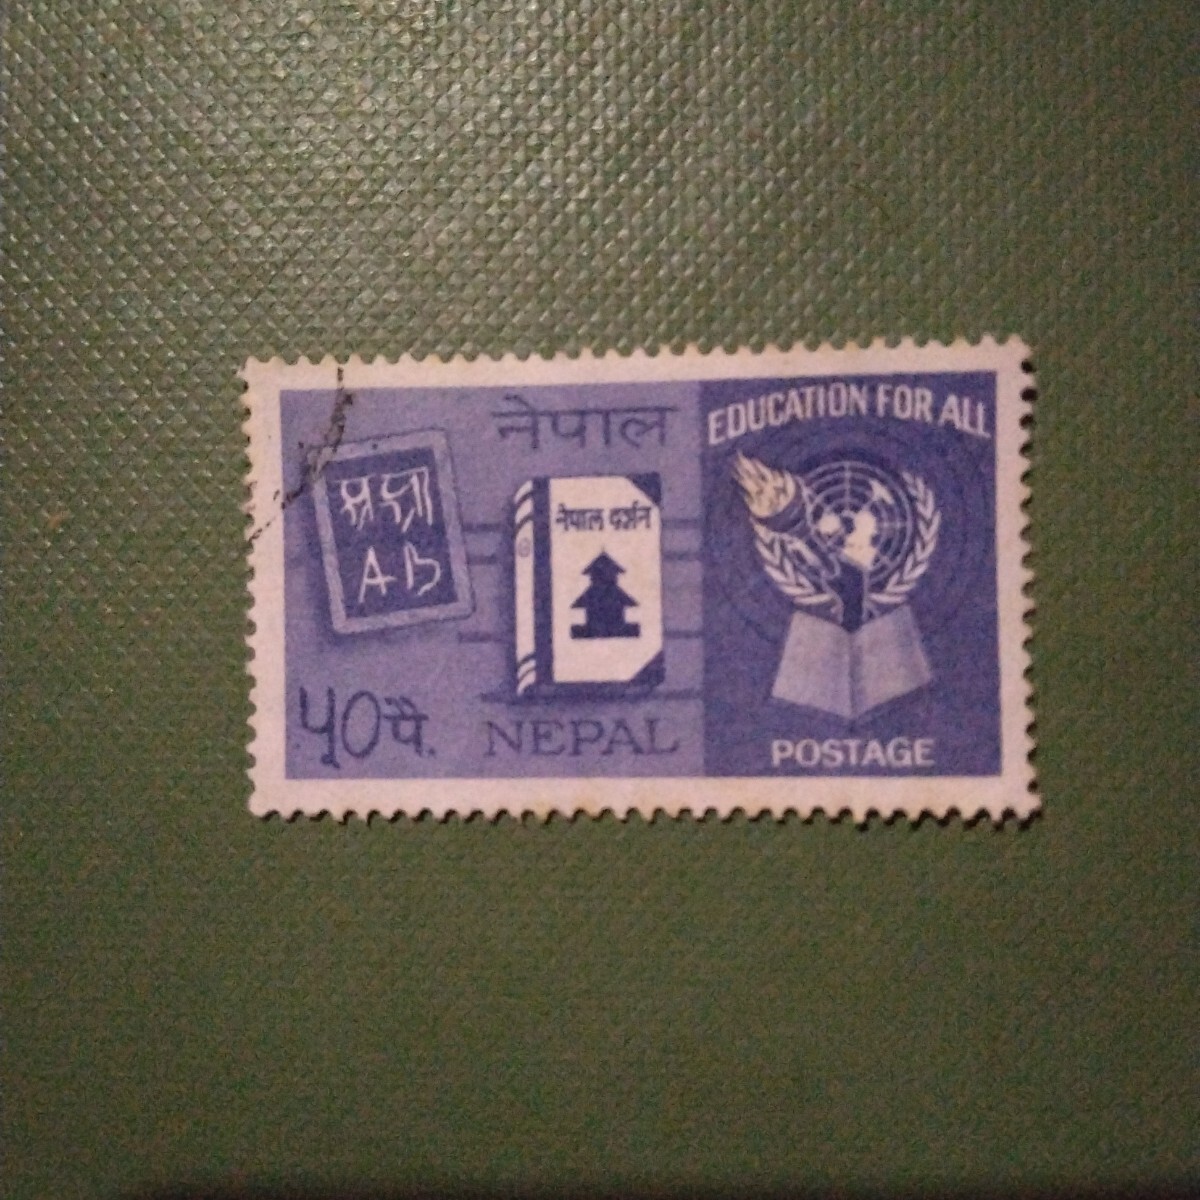 नेपाल
EDUCATION FOR ALL
अ आ
A B
नेपाल दर्शन
५०पै.
NEPAL
POSTAGE